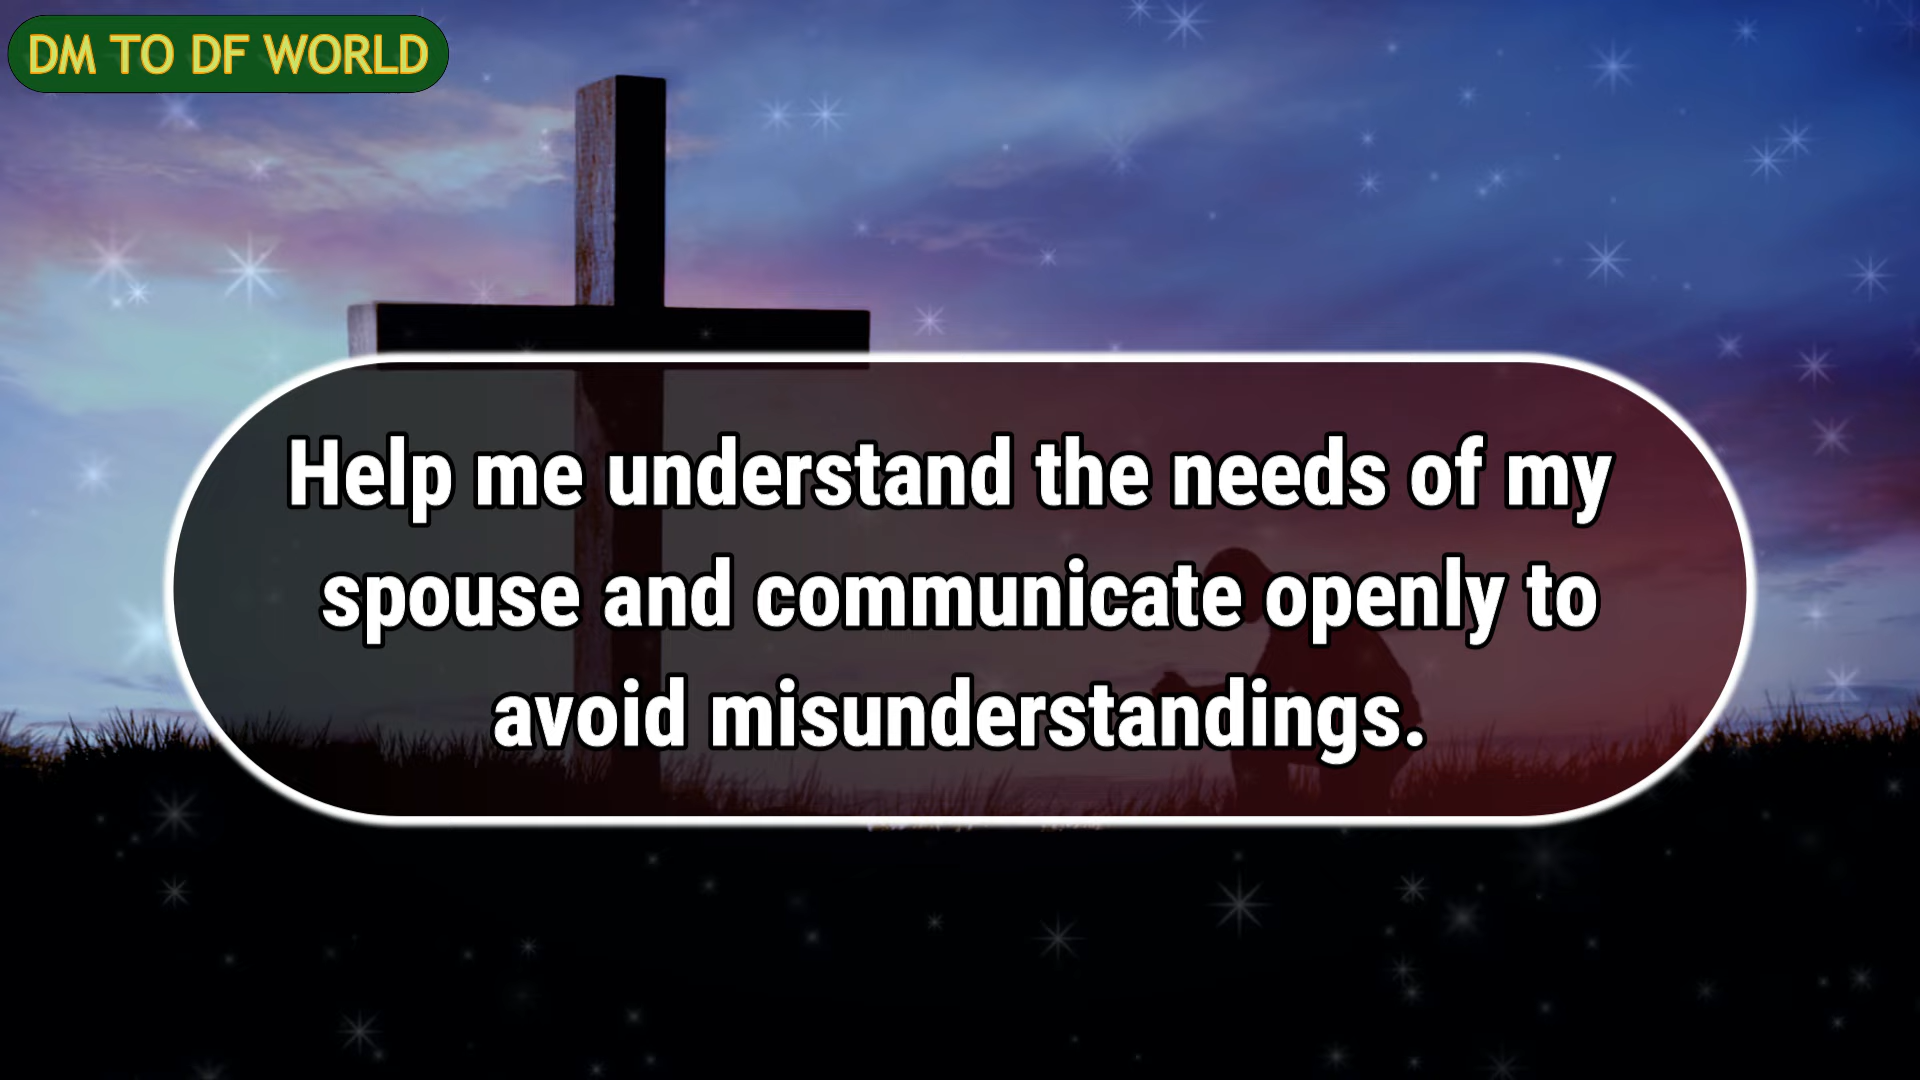 DM TO DF WORLD
Help me understand the needs of my
spouse and communicate openly to
avoid misunderstandings.